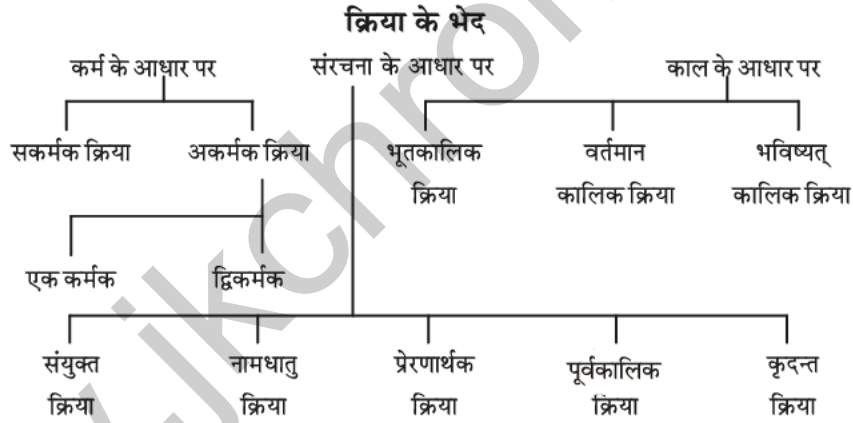 क्रिया के भेद
कर्म के आधार पर संरचना के आधार पर काल के आधार पर
सकर्मक क्रिया अकर्मक क्रिया भूतकालिक वर्तमान भविष्यत्
क्रिया कालिक क्रिया कालिक क्रिया
एक कर्मक द्विकर्मक
संयुक्त नामधातु प्रेरणार्थक पूर्वकालिक कृदन्त
क्रिया क्रिया क्रिया क्रिया क्रिया
.jkchro